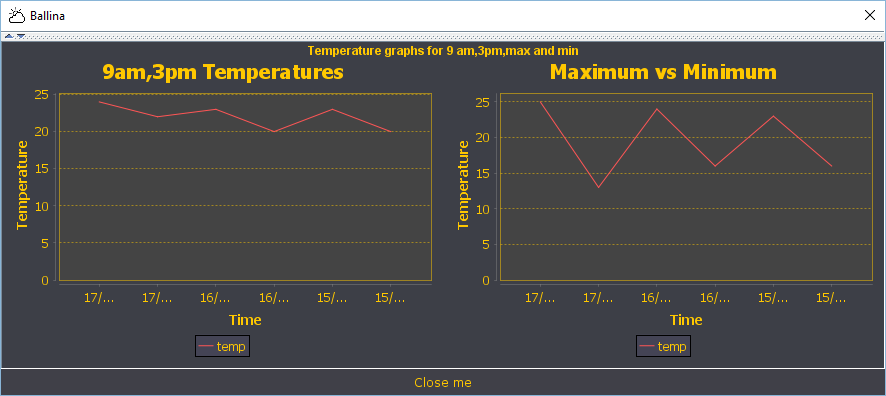 Ballina
Temperature graphs for 9 am,3pm,max and min
9am,3pm Temperatures
25
20
15
10
5
0
Temperature
17/...
17/...
16/...
16/...
15/...
15/...
Time
temp
Maximum vs Minimum
25
20
15
10
5
0
Temperature
17/...
17/...
16/...
16/...
15/...
15/...
Time
temp
Close me